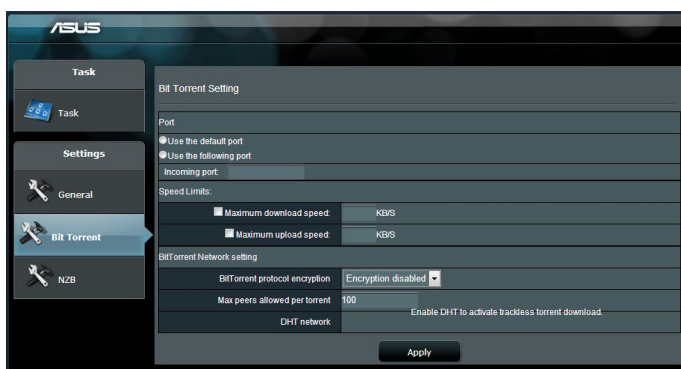 ASUS
Task
Task
Settings
General
Bit Torrent
NZB
Bit Torrent Setting
Port
Use the default port
Use the following port
Incoming port:
Speed Limits:
Maximum download speed: KB/S
Maximum upload speed: KB/S
BitTorrent Network setting
BitTorrent protocol encryption Encryption disabled
Max peers allowed per torrent 100
DHT network Enable DHT to activate trackless torrent download.
Apply